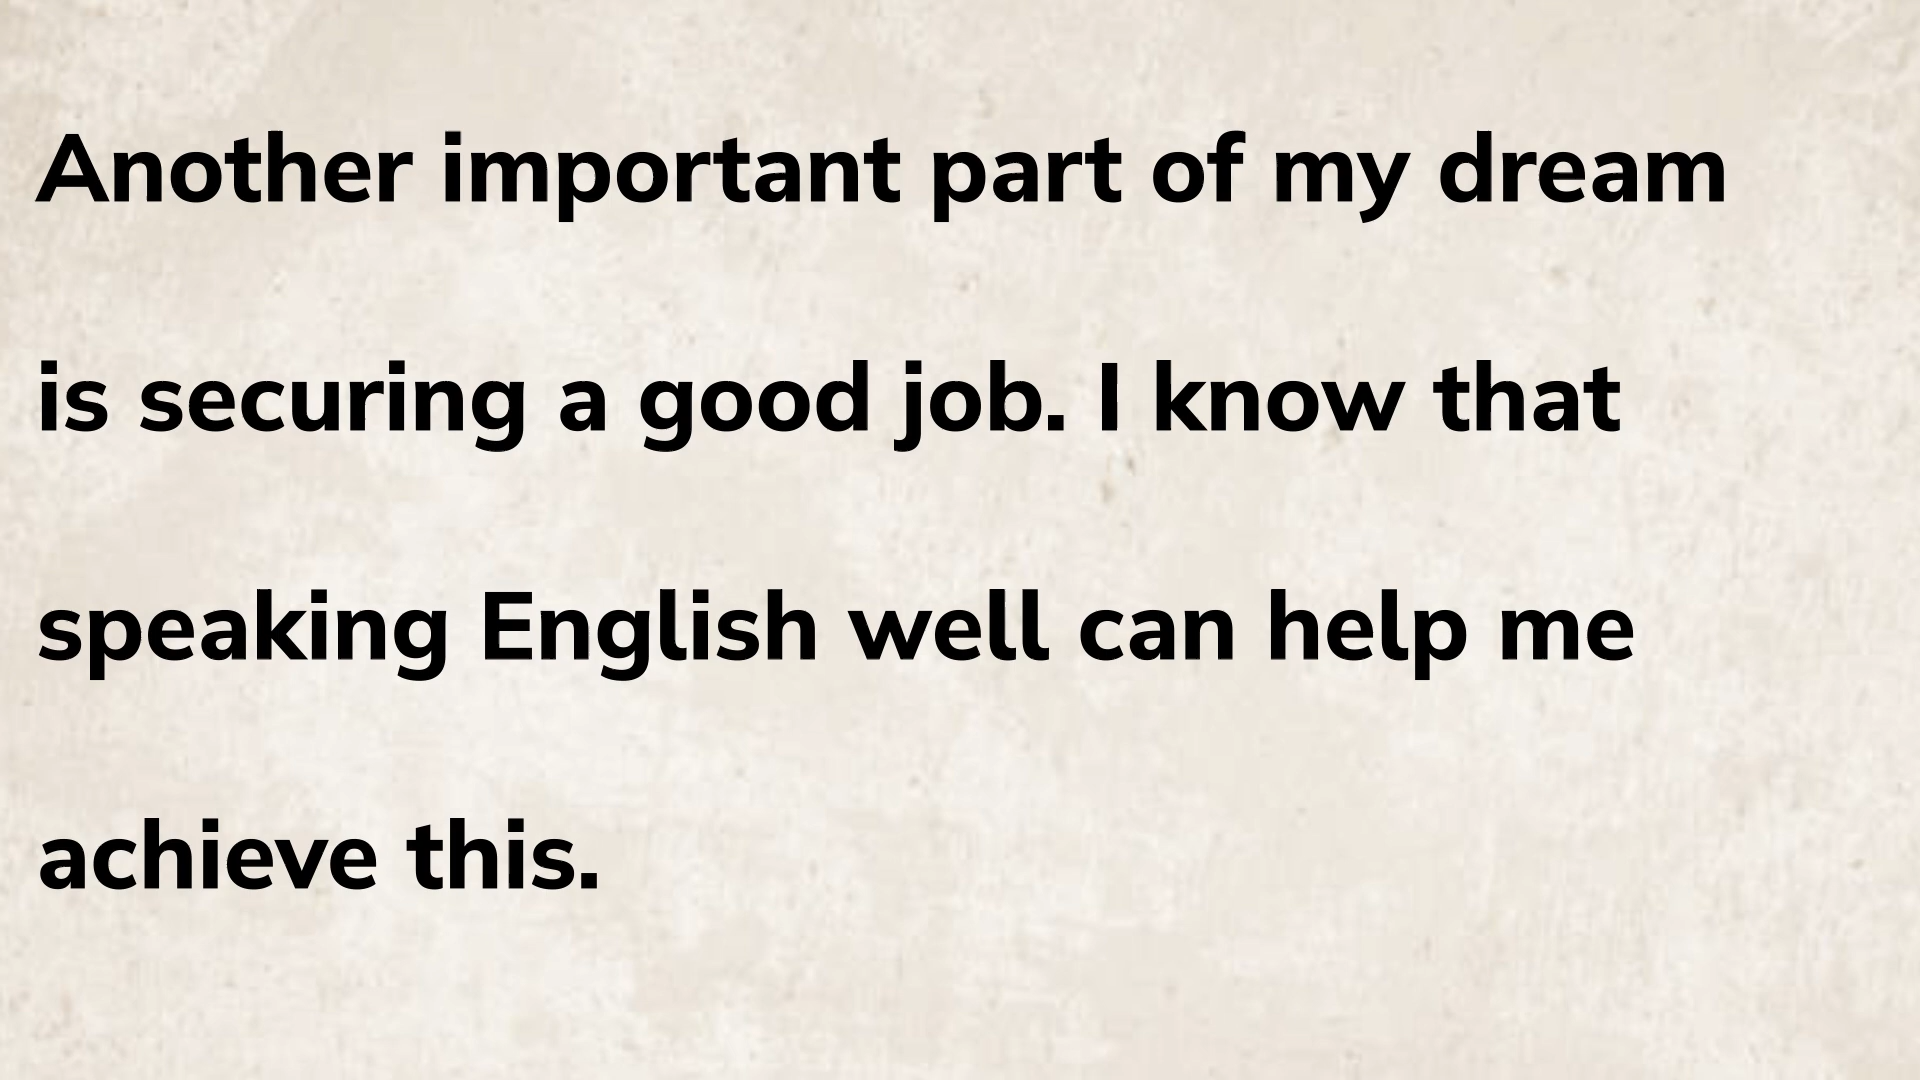 Another important part of my dream
is securing a good job. I know that
speaking English well can help me
achieve this.